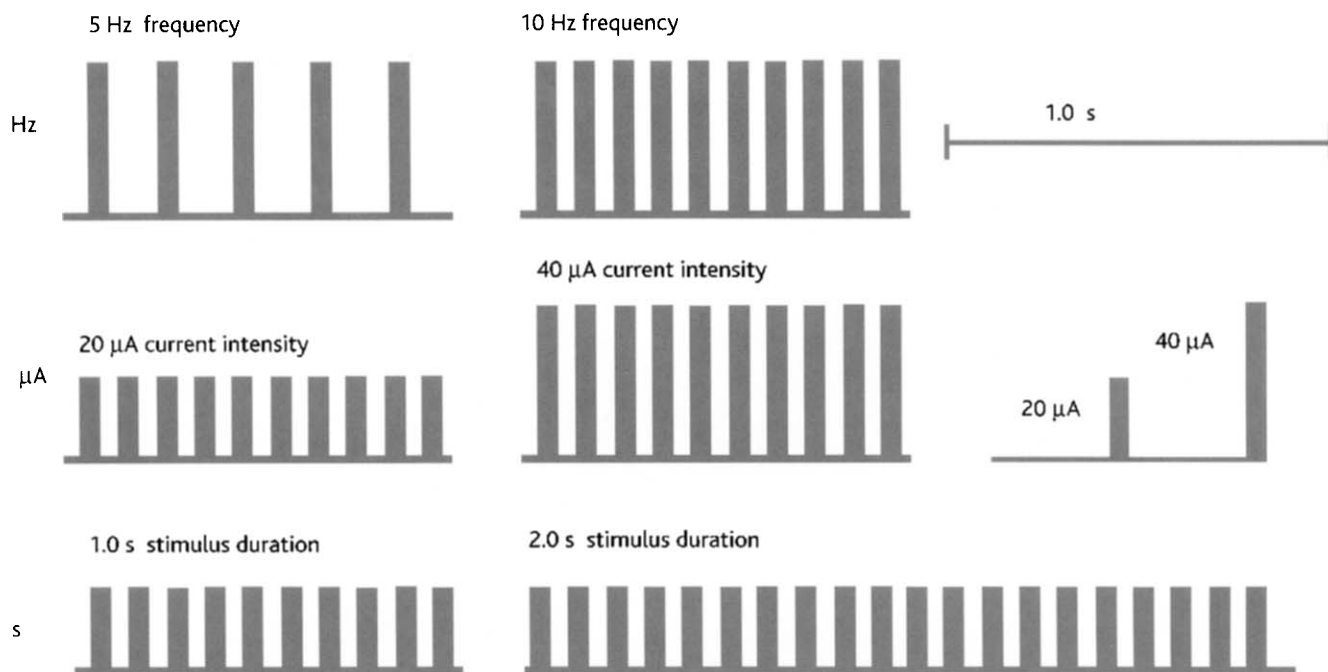 5 Hz frequency
10 Hz frequency
Hz
1.0 s
40 μA current intensity
20 μA current intensity
40 μA
μA
20 μA
1.0 s stimulus duration
2.0 s stimulus duration
s